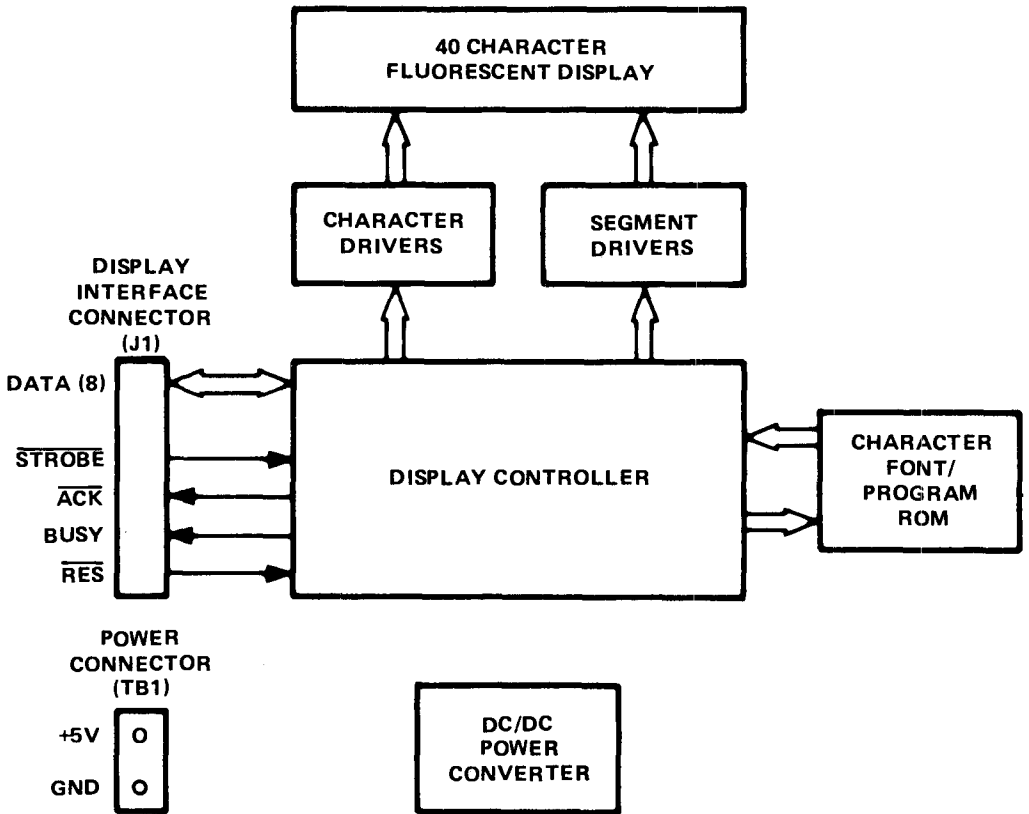 40 CHARACTER
FLUORESCENT DISPLAY
CHARACTER
DRIVERS
SEGMENT
DRIVERS
DISPLAY
INTERFACE
CONNECTOR
(J1)
DATA (8)
STROBE
ACK
BUSY
RES
DISPLAY CONTROLLER
CHARACTER
FONT/
PROGRAM
ROM
POWER
CONNECTOR
(TB1)
+5V
GND
DC/DC
POWER
CONVERTER